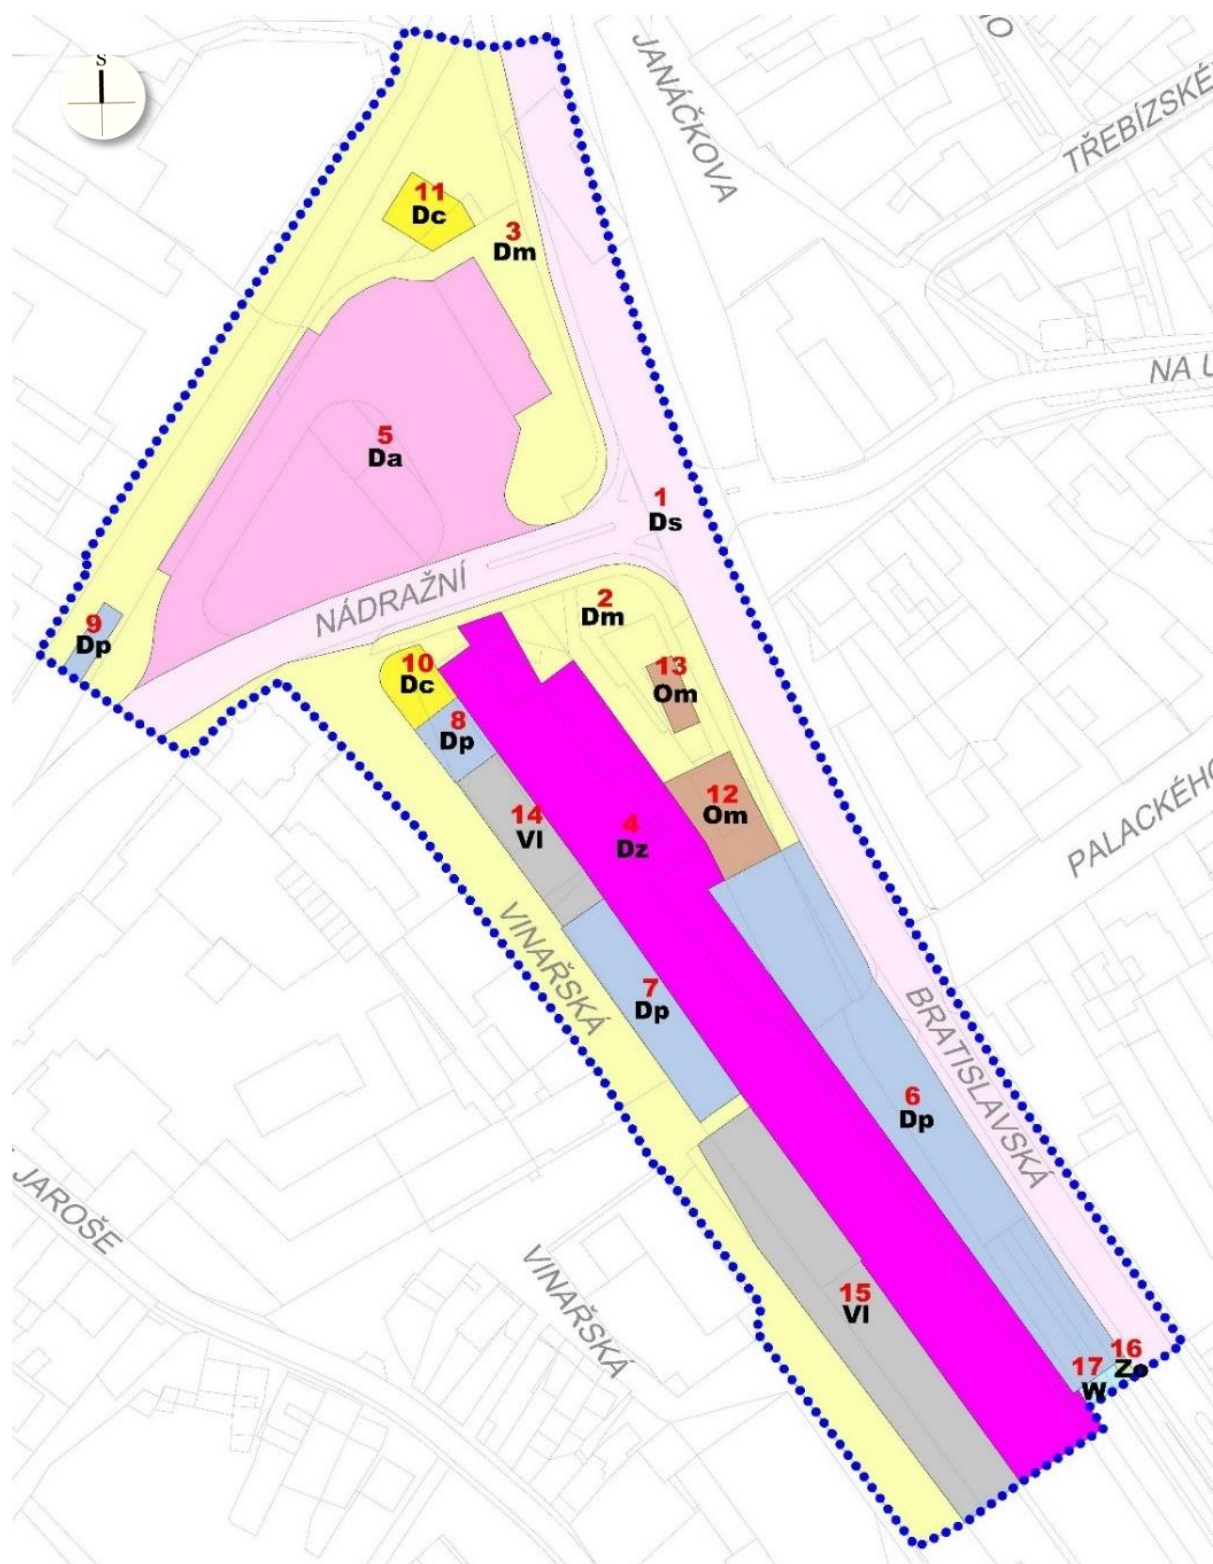 S
JANÁČKOVA
HO
TŘEBÍZSKÉ
NA U
11
Dc
3
Dm
5
Da
1
Ds
NÁDRAŽNÍ
2
Dm
9
Dp
10
Dc
13
Om
8
Dp
12
Om
14
Vl
4
Dz
PALACKÉHO
VINAŘSKÁ
7
Dp
BRATISLAVSKÁ
6
Dp
JAROŠE
VINAŘSKÁ
15
Vl
16
Zo
17
W